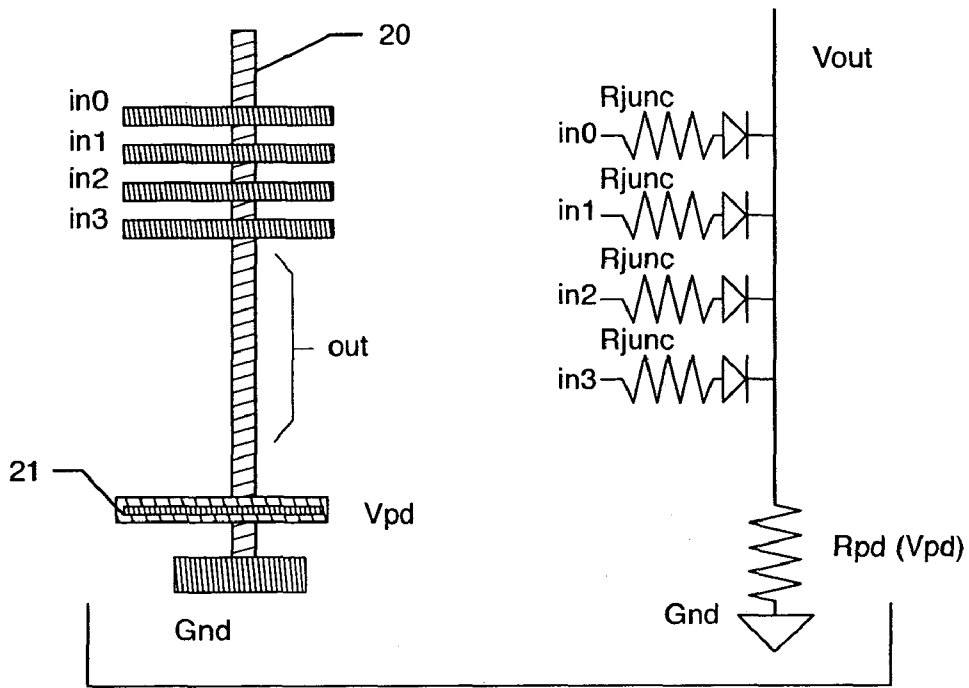 20
in0
in1
in2
in3
out
21
Vpd
Gnd
Vout
Rjunc
in0
Rjunc
in1
Rjunc
in2
Rjunc
in3
Rpd (Vpd)
Gnd